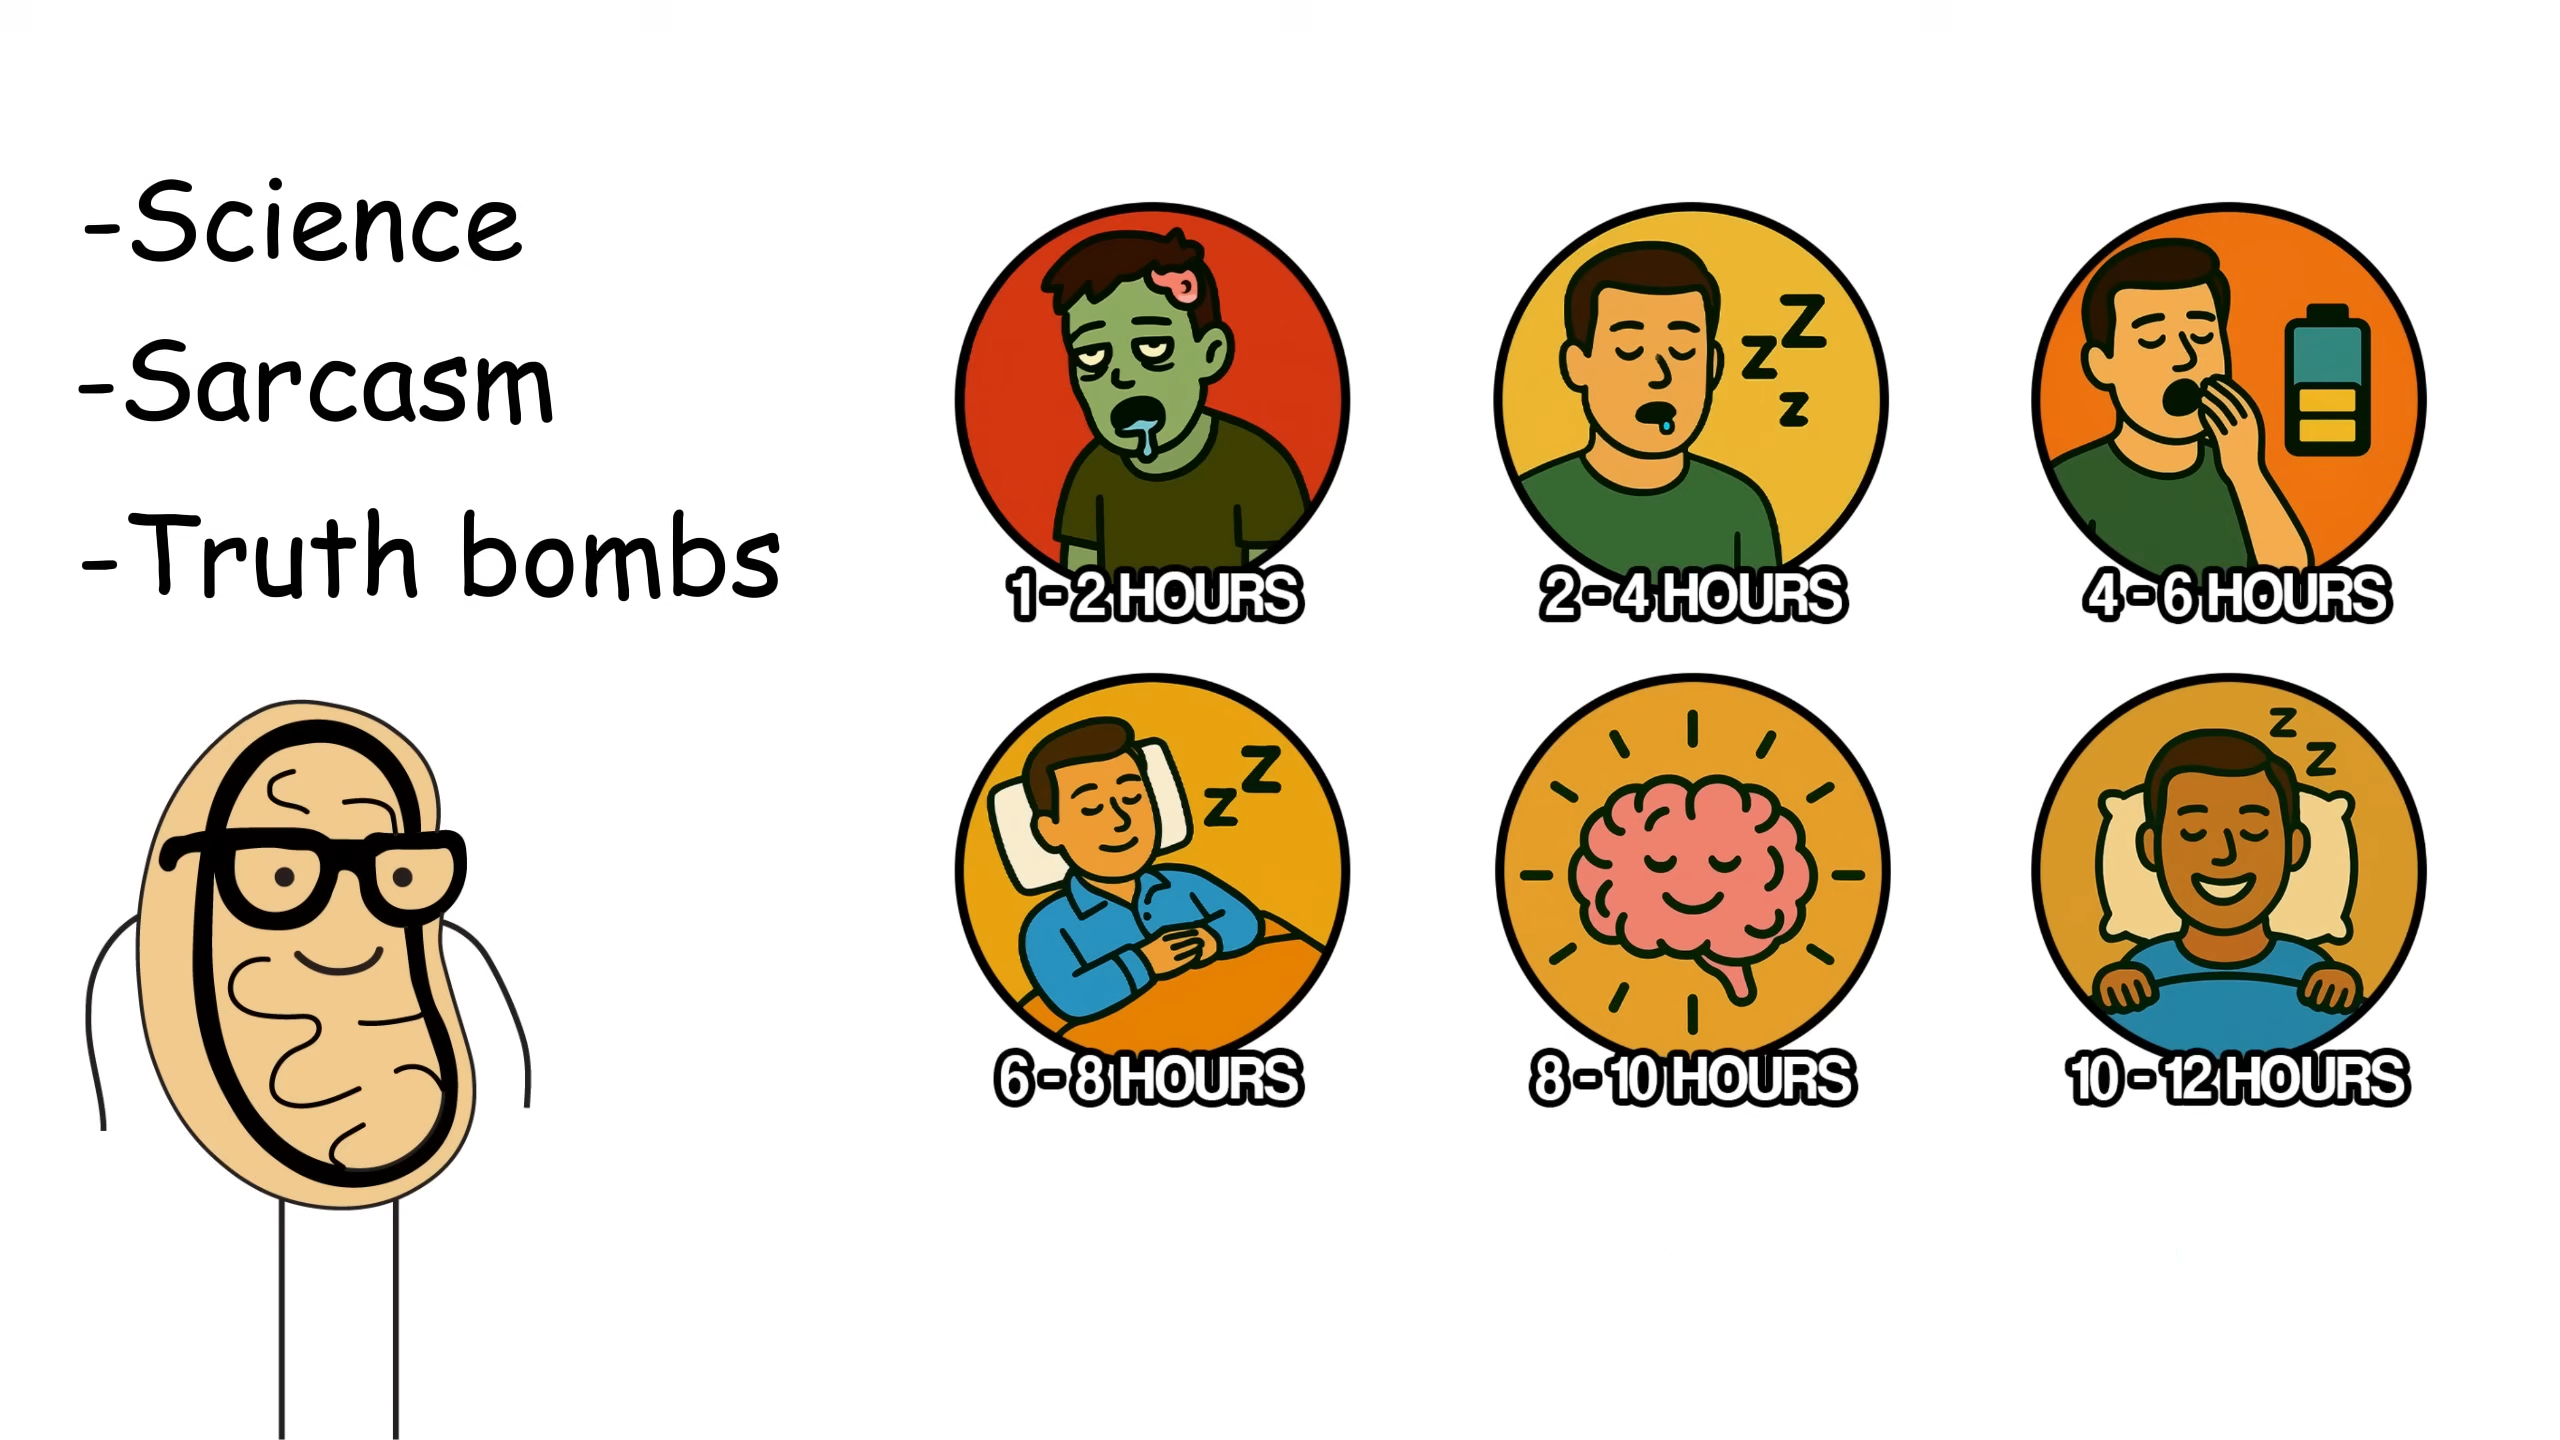 -Science
-Sarcasm
-Truth bombs
Z
Z
Z
Z
Z
Z
Z
1-2 HOURS
2-4 HOURS
4-6 HOURS
6-8 HOURS
8-10 HOURS
10-12 HOURS